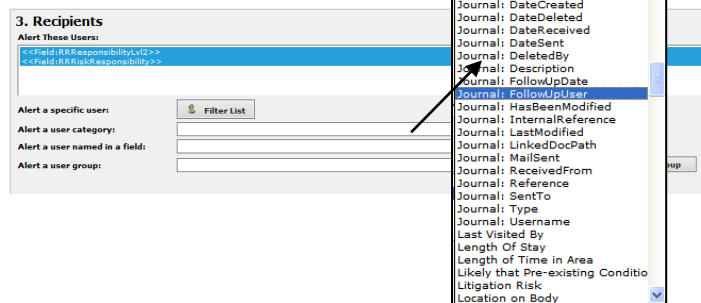 3. Recipients
Alert These Users:
<<Field:RRResponsibilityLvl2>>
<<Field:RRRiskResponsibility>>
Alert a specific user:
Filter List
Alert a user category:
Alert a user named in a field:
Alert a user group:
Journal: DateCreated
Journal: DateDeleted
Journal: DateReceived
Journal: DateSent
Journal: DeletedBy
Journal: Description
Journal: FollowUpDate
Journal: FollowUpUser
Journal: HasBeenModified
Journal: InternalReference
Journal: LastModified
Journal: LinkedDocPath
Journal: MailSent
Journal: ReceivedFrom
Journal: Reference
Journal: SentTo
Journal: Type
Journal: Username
Last Visited By
Length Of Stay
Length of Time in Area
Likely that Pre-existing Conditio
Litigation Risk
Location on Body
oup